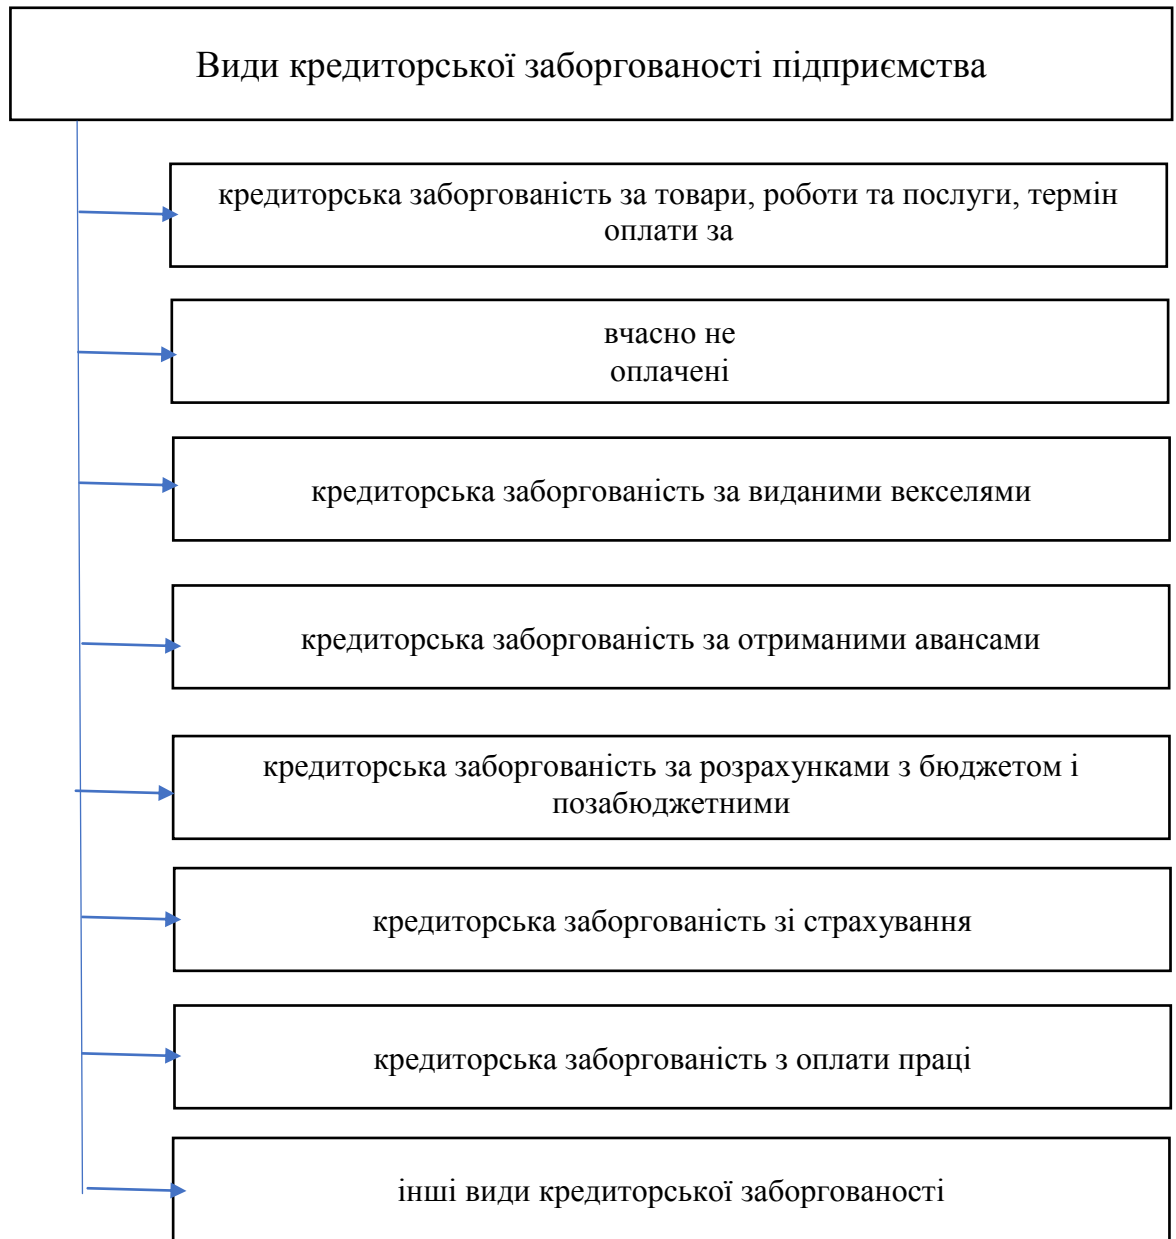 Види кредиторської заборгованості підприємства
кредиторська заборгованість за товари, роботи та послуги, термін
оплати за
вчасно не
оплачені
кредиторська заборгованість за виданими векселями
кредиторська заборгованість за отриманими авансами
кредиторська заборгованість за розрахунками з бюджетом і
позабюджетними
кредиторська заборгованість зі страхування
кредиторська заборгованість з оплати праці
інші види кредиторської заборгованості